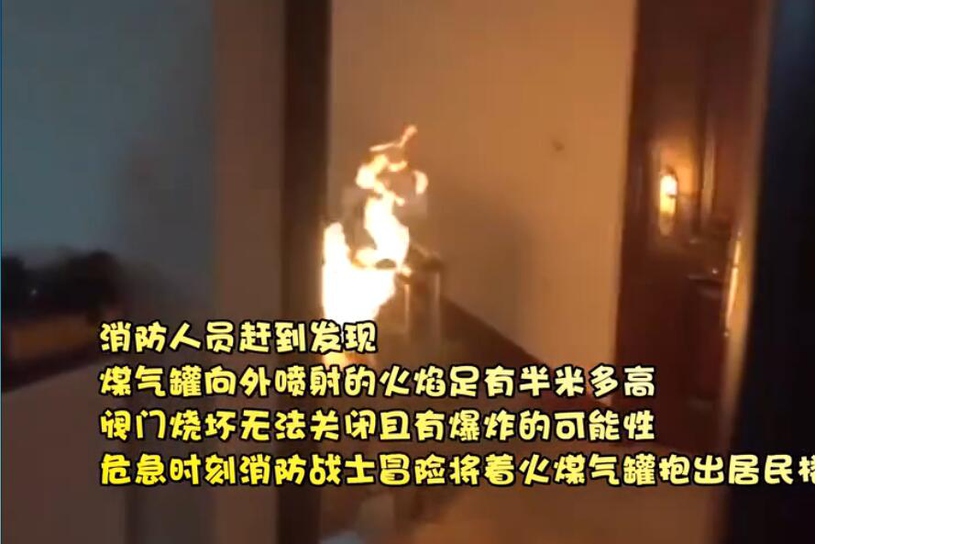 消防人员赶到发现
煤气罐向外喷射的火焰足有半米多高
阀门烧坏无法关闭且有爆炸的可能性
危急时刻消防战士冒险将着火煤气罐抱出居民